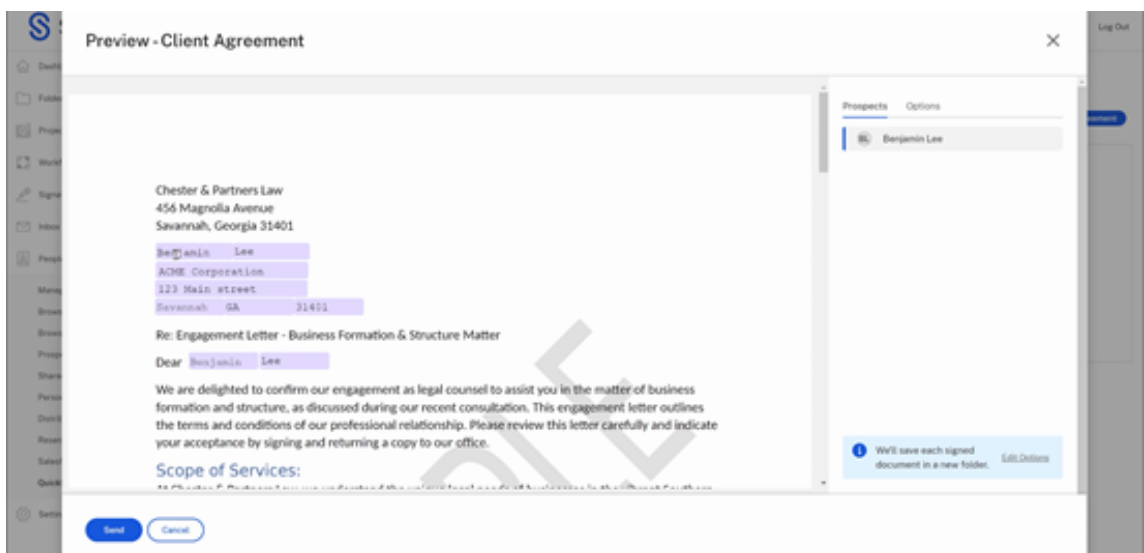 S
Log Out
Preview - Client Agreement
Prospects Options
BL Benjamin Lee
Chester & Partners Law
456 Magnolia Avenue
Savannah, Georgia 31401
Benjamin Lee
ACME Corporation
123 Main street
Savannah GA 31401
Re: Engagement Letter - Business Formation & Structure Matter
Dear Benjamin Lee
We are delighted to confirm our engagement as legal counsel to assist you in the matter of business
formation and structure, as discussed during our recent consultation. This engagement letter outlines
the terms and conditions of our professional relationship. Please review this letter carefully and indicate
your acceptance by signing and returning a copy to our office.
Scope of Services:
We'll save each signed
document in a new folder.
Edit Options
Send Cancel